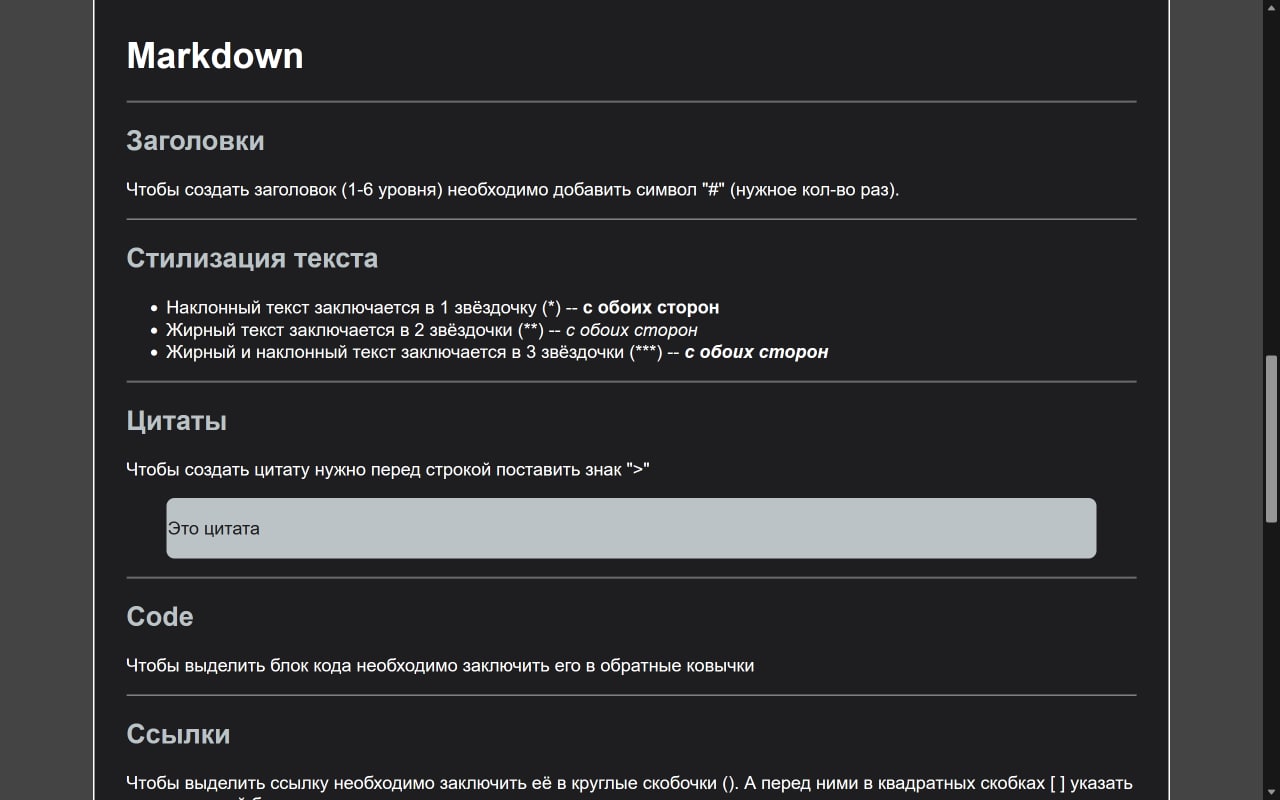 Markdown
Заголовки
Чтобы создать заголовок (1-6 уровня) необходимо добавить символ "#" (нужное кол-во раз).
Стилизация текста
Наклонный текст заключается в 1 звёздочку (*) -- с обоих сторон
Жирный текст заключается в 2 звёздочки (**) -- с обоих сторон
Жирный и наклонный текст заключается в 3 звёздочки (***) -- с обоих сторон
Цитаты
Чтобы создать цитату нужно перед строкой поставить знак ">"
Это цитата
Code
Чтобы выделить блок кода необходимо заключить его в обратные ковычки
Ссылки
Чтобы выделить ссылку необходимо заключить её в круглые скобочки (). А перед ними в квадратных скобках [ ] указать